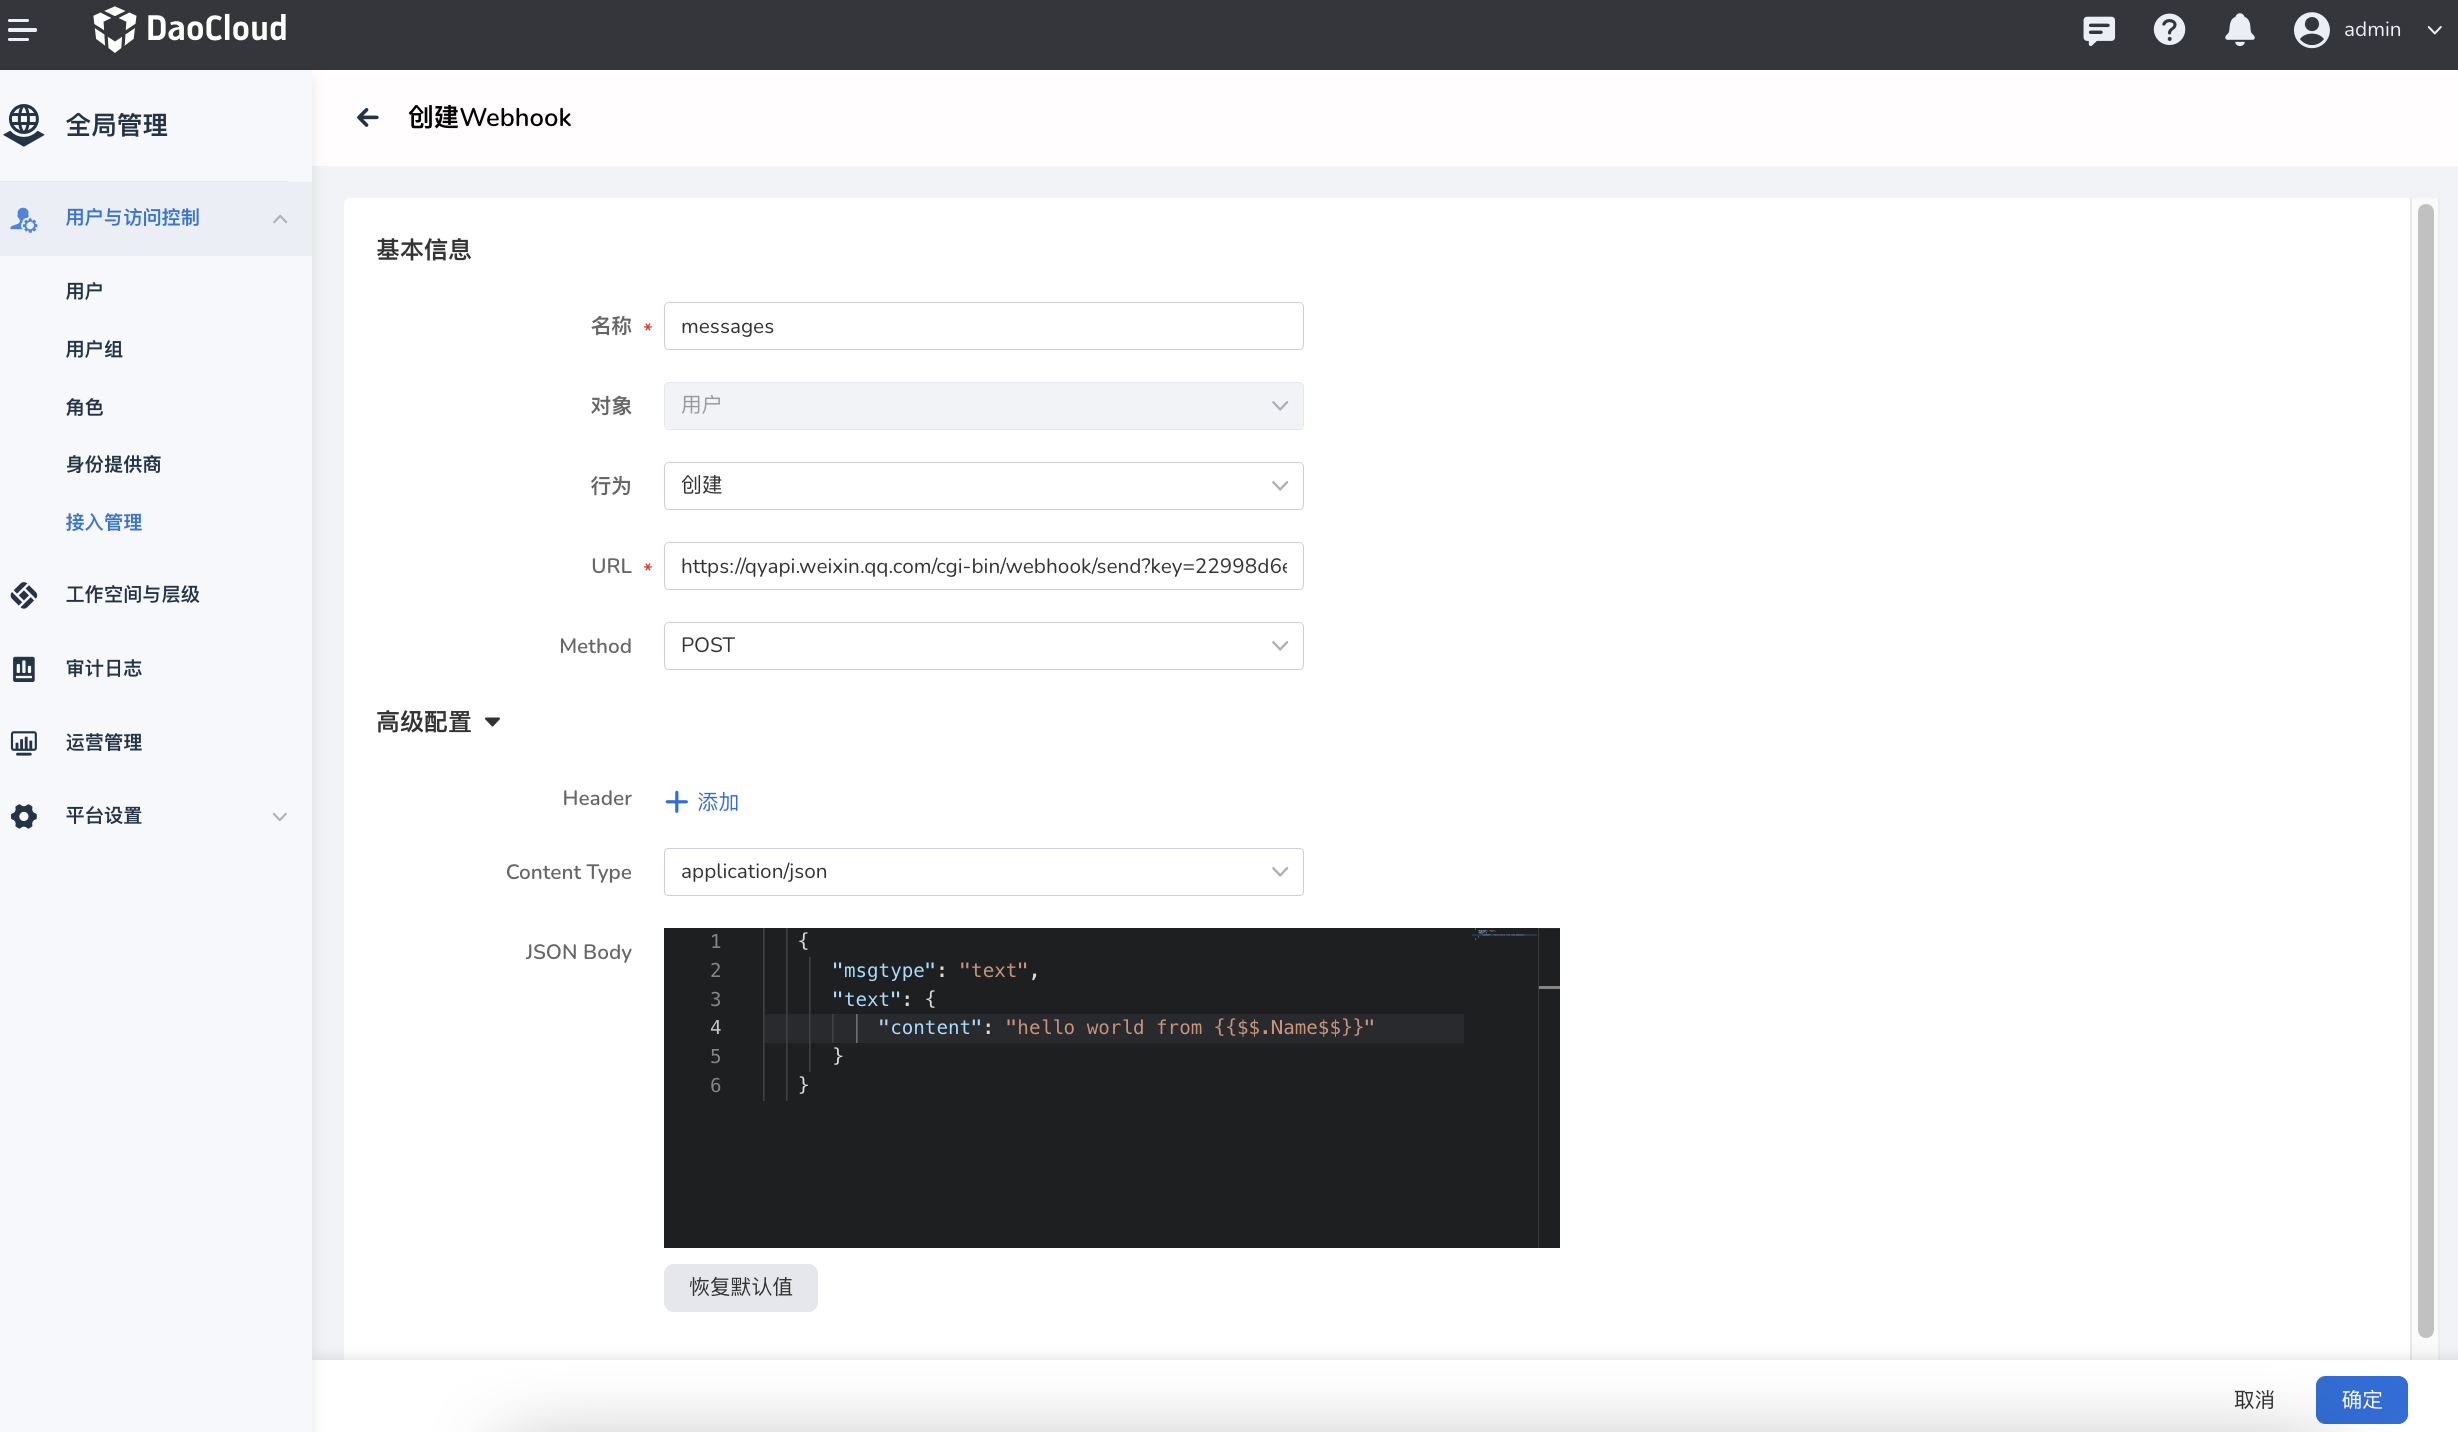 DaoCloud
admin
全局管理
用户与访问控制
用户
用户组
角色
身份提供商
接入管理
工作空间与层级
审计日志
运营管理
平台设置
创建Webhook
基本信息
名称 * messages
对象 用户
行为 创建
URL * https://qyapi.weixin.qq.com/cgi-bin/webhook/send?key=22998d6e
Method POST
高级配置
Header 添加
Content Type application/json
JSON Body
1 {
2 "msgtype": "text",
3 "text": {
4 "content": "hello world from {{$$.Name$$}}"
5 }
6 }
恢复默认值
取消 确定